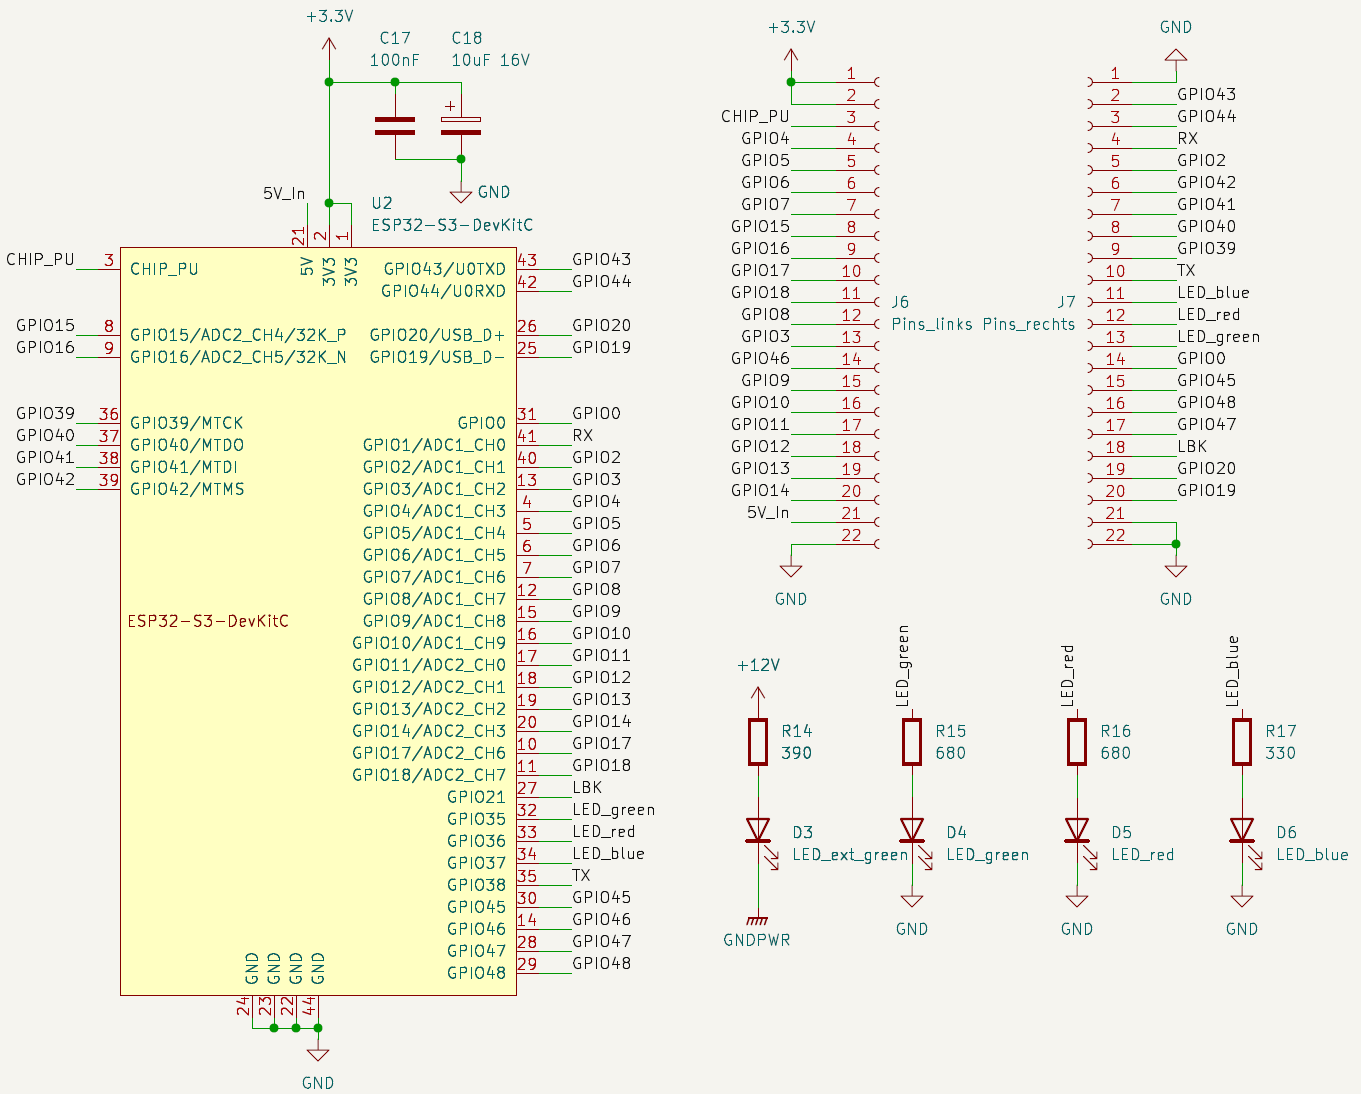 +3.3V
C17
100nF
C18
10uF 16V
GND
5V_In
U2
ESP32-S3-DevKitC
21
2
1
5V
3V3
3V3
CHIP_PU 3 CHIP_PU
GPIO15 8 GPIO15/ADC2_CH4/32K_P
GPIO16 9 GPIO16/ADC2_CH5/32K_N
GPIO39 36 GPIO39/MTCK
GPIO40 37 GPIO40/MTDO
GPIO41 38 GPIO41/MTDI
GPIO42 39 GPIO42/MTMS
ESP32-S3-DevKitC
GPIO43/U0TXD 43 GPIO43
GPIO44/U0RXD 42 GPIO44
GPIO20/USB_D+ 26 GPIO20
GPIO19/USB_D- 25 GPIO19
GPIO0 31 GPIO0
GPIO1/ADC1_CH0 41 RX
GPIO2/ADC1_CH1 40 GPIO2
GPIO3/ADC1_CH2 13 GPIO3
GPIO4/ADC1_CH3 4 GPIO4
GPIO5/ADC1_CH4 5 GPIO5
GPIO6/ADC1_CH5 6 GPIO6
GPIO7/ADC1_CH6 7 GPIO7
GPIO8/ADC1_CH7 12 GPIO8
GPIO9/ADC1_CH8 15 GPIO9
GPIO10/ADC1_CH9 16 GPIO10
GPIO11/ADC2_CH0 17 GPIO11
GPIO12/ADC2_CH1 18 GPIO12
GPIO13/ADC2_CH2 19 GPIO13
GPIO14/ADC2_CH3 20 GPIO14
GPIO17/ADC2_CH6 10 GPIO17
GPIO18/ADC2_CH7 11 GPIO18
GPIO21 27 LBK
GPIO35 32 LED_green
GPIO36 33 LED_red
GPIO37 34 LED_blue
GPIO38 35 TX
GPIO45 30 GPIO45
GPIO46 14 GPIO46
GPIO47 28 GPIO47
GPIO48 29 GPIO48
GND
GND
GND
GND
24
23
22
44
GND
+3.3V
1
2
CHIP_PU 3
GPIO4 4
GPIO5 5
GPIO6 6
GPIO7 7
GPIO15 8
GPIO16 9
GPIO17 10
GPIO18 11
GPIO8 12
GPIO3 13
GPIO46 14
GPIO9 15
GPIO10 16
GPIO11 17
GPIO12 18
GPIO13 19
GPIO14 20
5V_In 21
22
GND
J6
Pins_links
J7
Pins_rechts
GND
1
2 GPIO43
3 GPIO44
4 RX
5 GPIO2
6 GPIO42
7 GPIO41
8 GPIO40
9 GPIO39
10 TX
11 LED_blue
12 LED_red
13 LED_green
14 GPIO0
15 GPIO45
16 GPIO48
17 GPIO47
18 LBK
19 GPIO20
20 GPIO19
21
22
GND
+12V
R14
390
D3
LED_ext_green
GNDPWR
LED_green
R15
680
D4
LED_green
GND
LED_red
R16
680
D5
LED_red
GND
LED_blue
R17
330
D6
LED_blue
GND